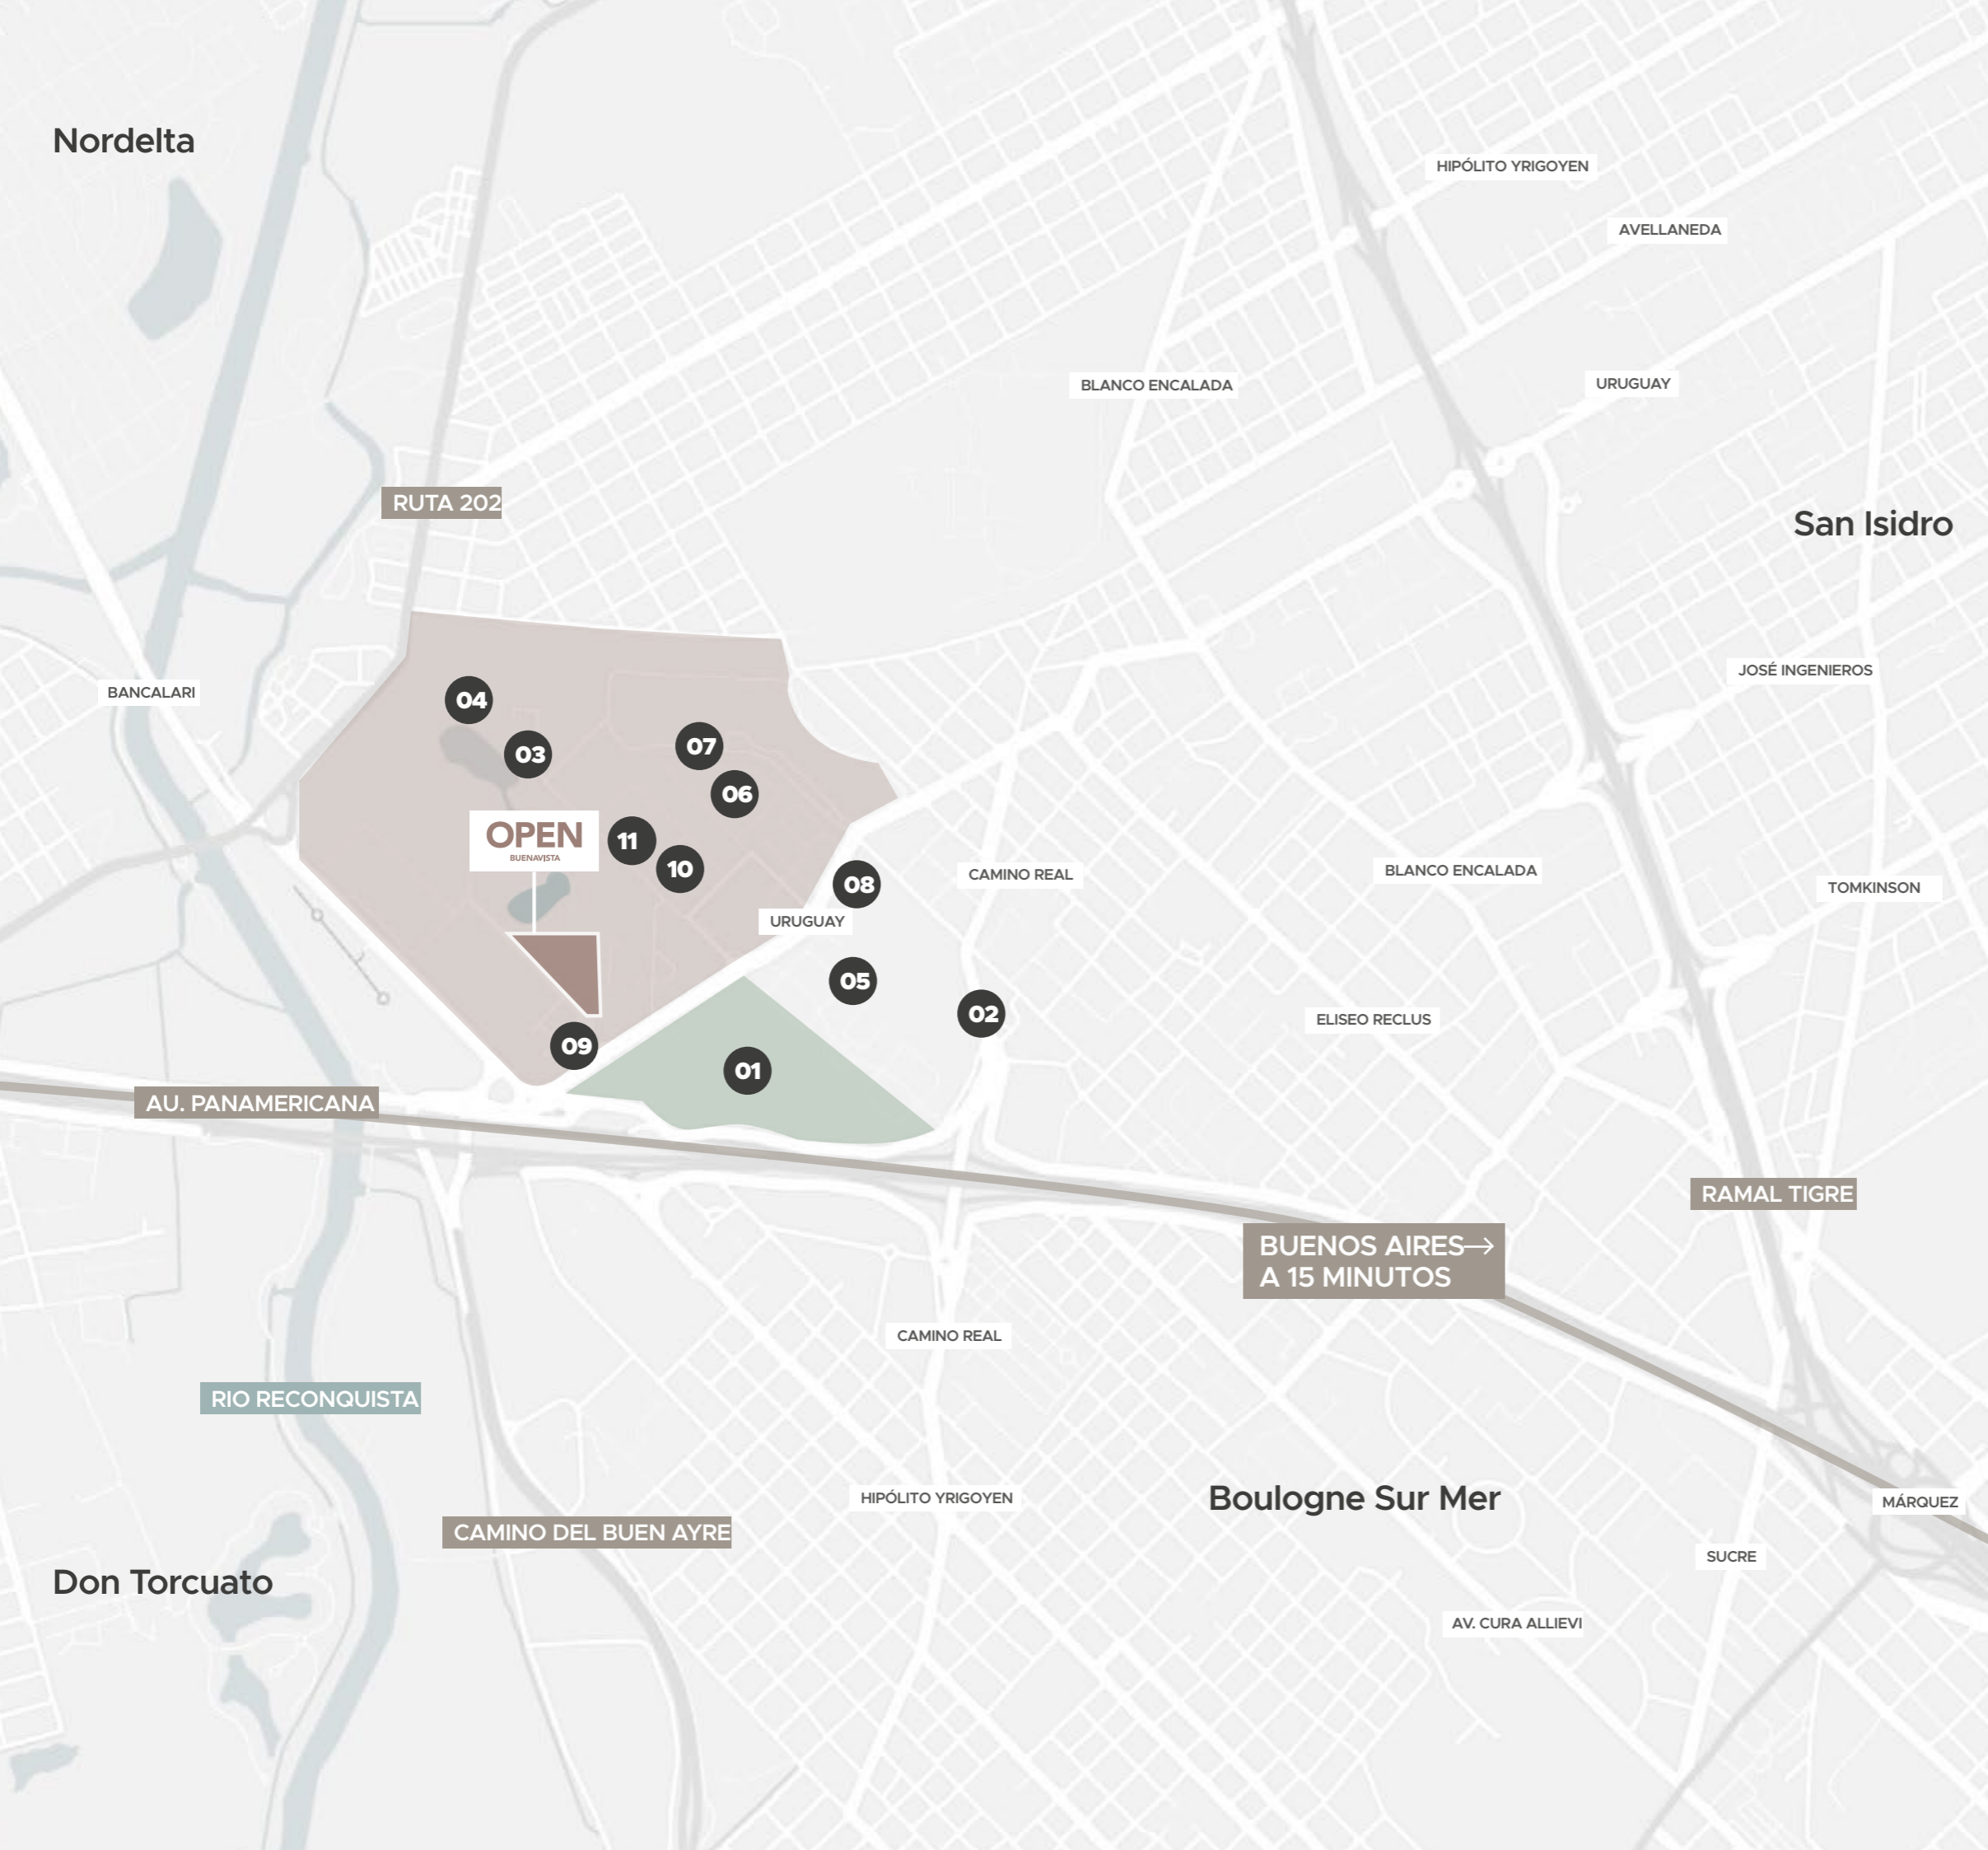 Nordelta
HIPÓLITO YRIGOYEN
AVELLANEDA
BLANCO ENCALADA
URUGUAY
RUTA 202
San Isidro
JOSÉ INGENIEROS
BANCALARI
04
03
07
06
OPEN
BUENAVISTA
11
10
08
CAMINO REAL
BLANCO ENCALADA
TOMKINSON
URUGUAY
05
02
ELISEO RECLUS
09
01
AU. PANAMERICANA
RAMAL TIGRE
BUENOS AIRES→
A 15 MINUTOS
CAMINO REAL
RIO RECONQUISTA
HIPÓLITO YRIGOYEN
Boulogne Sur Mer
MÁRQUEZ
CAMINO DEL BUEN AYRE
SUCRE
Don Torcuato
AV. CURA ALLIEVI